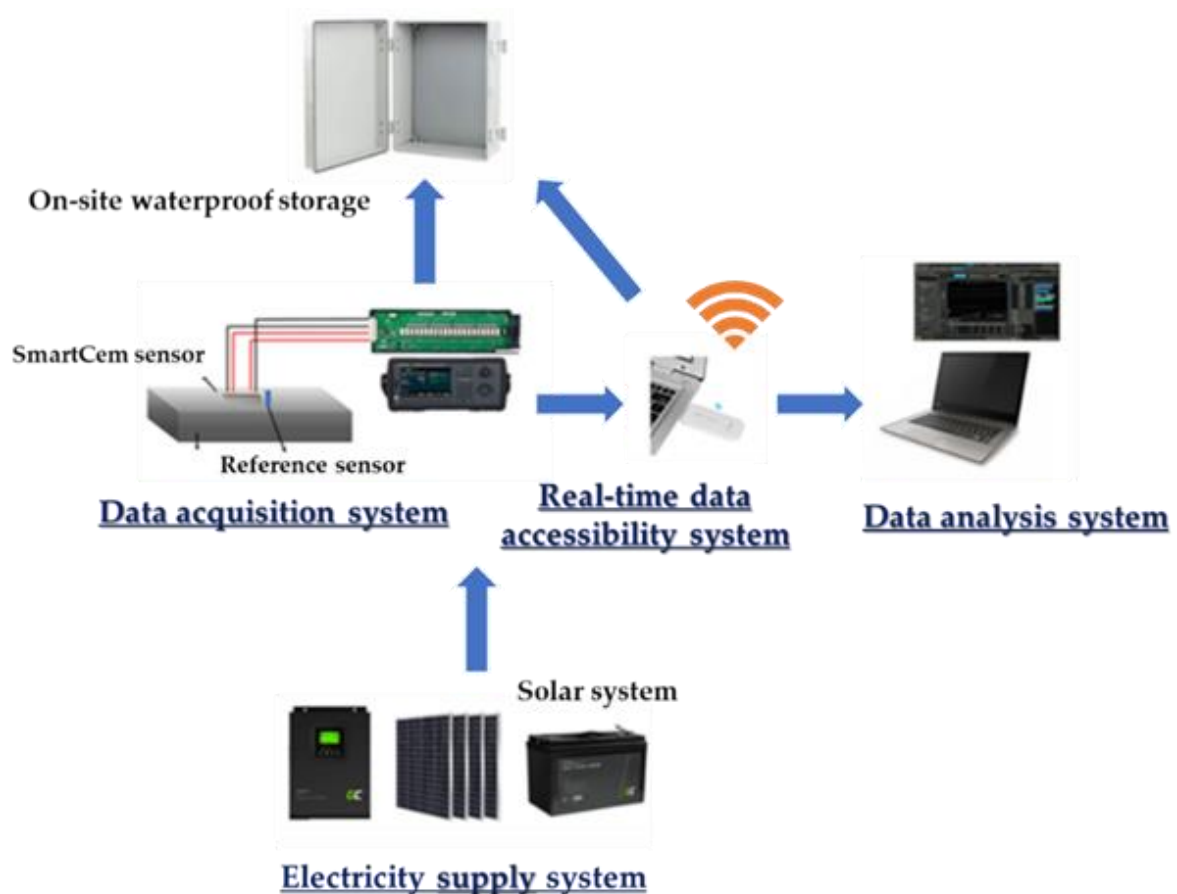 On-site waterproof storage
SmartCem sensor
Reference sensor
Data acquisition system
Real-time data
accessibility system
Data analysis system
Solar system
Electricity supply system